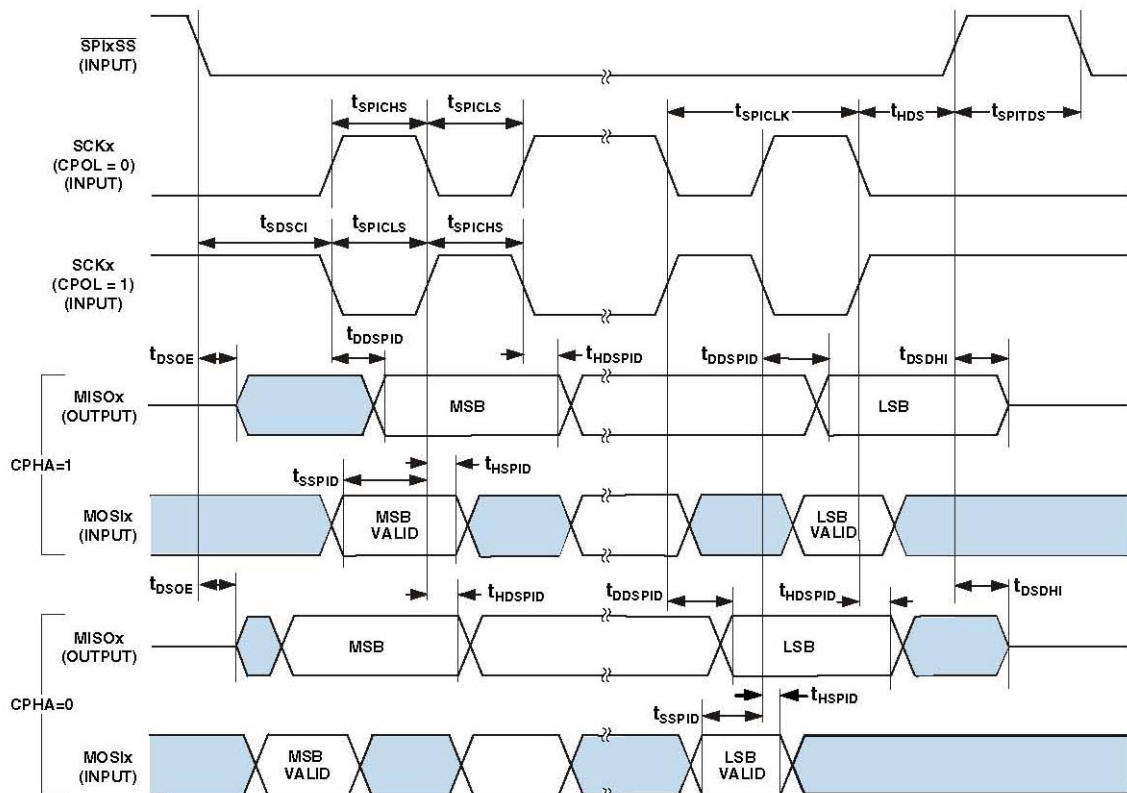 SPIxSS
(INPUT)
tSPICHS tSPICLS tSPICLK tHDS tSPITDS
SCKx
(CPOL = 0)
(INPUT)
tSDSCI tSPICLS tSPICHS
SCKx
(CPOL = 1)
(INPUT)
tDSOE tDDSPID tHDSPID tDDSPID tDSDHI
CPHA=1
MISOx
(OUTPUT)
MSB LSB
tSSPID tHSPID
MOSIx
(INPUT)
MSB
VALID
LSB
VALID
tDSOE tHDSPID tDDSPID tHDSPID tDSDHI
CPHA=0
MISOx
(OUTPUT)
MSB LSB
tSSPID tHSPID
MOSIx
(INPUT)
MSB
VALID
LSB
VALID